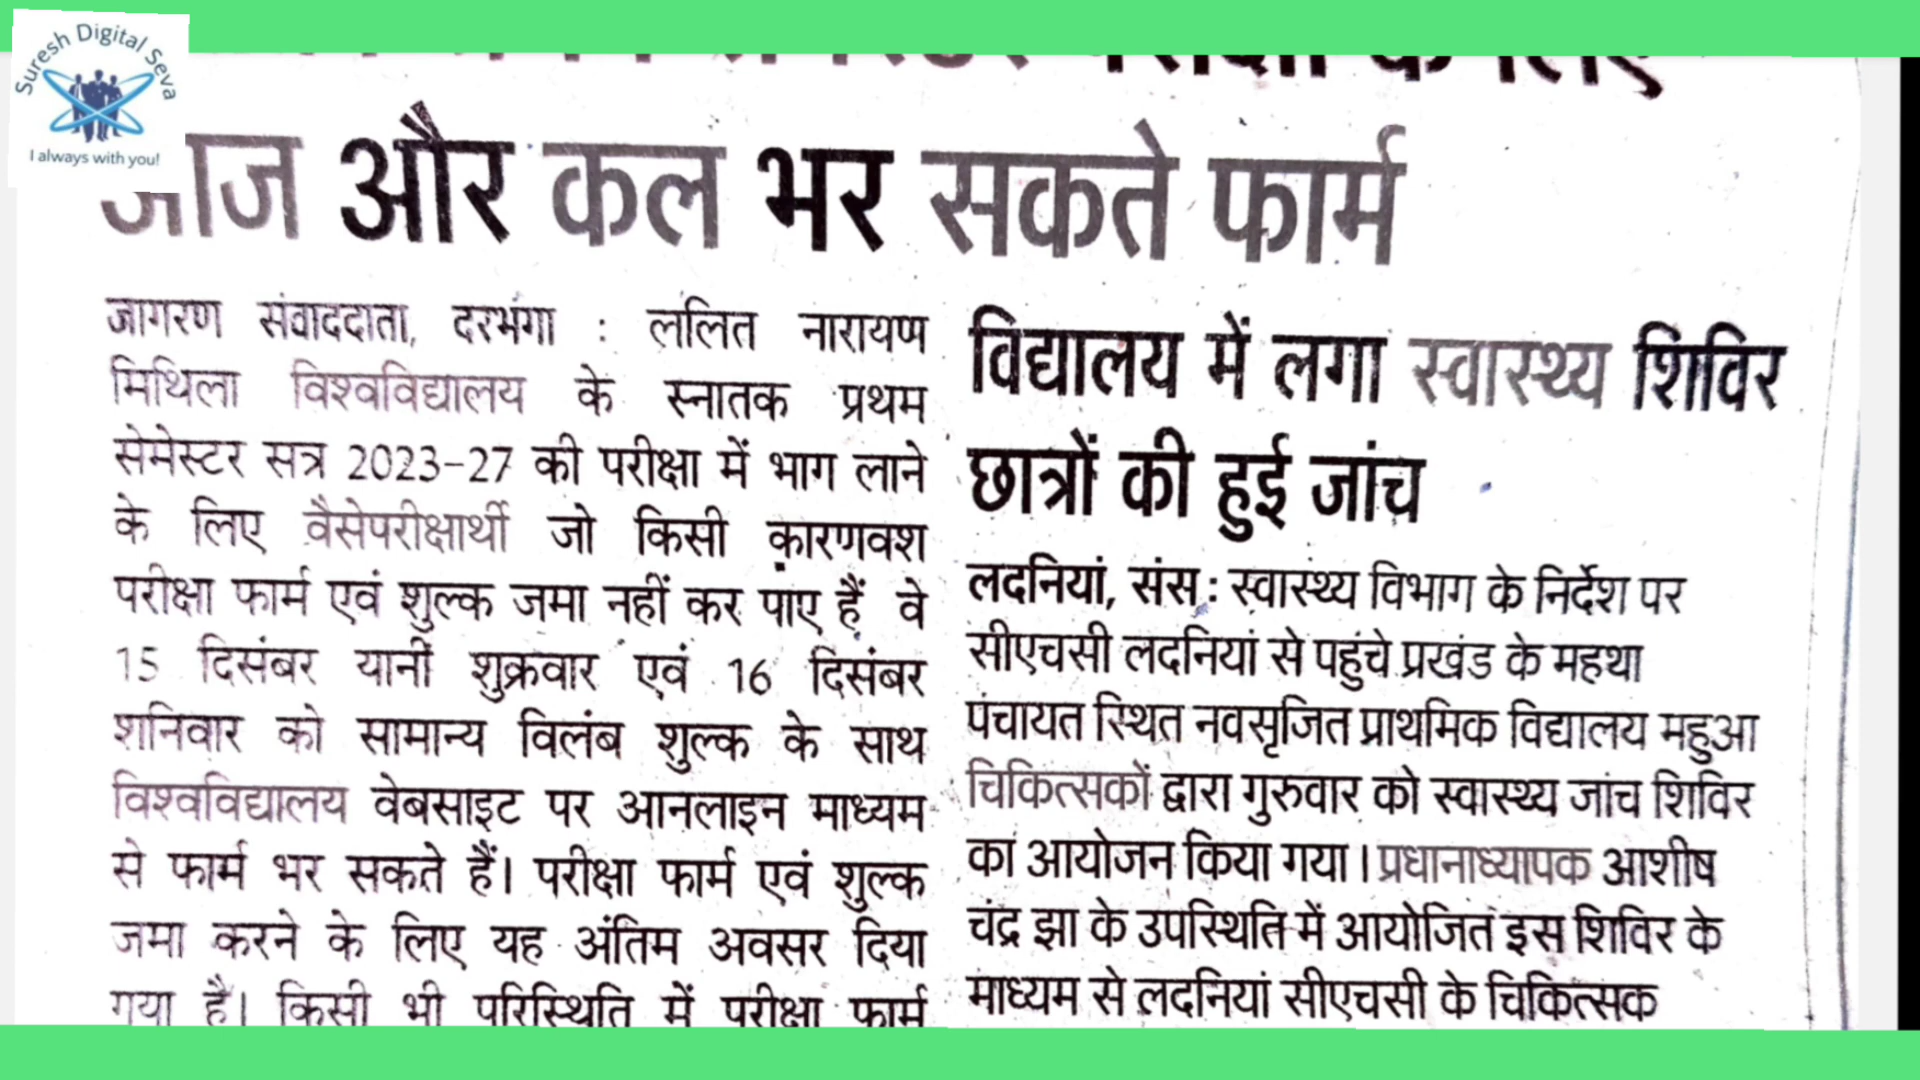 Suresh Digital Seva
I always with you!
परीक्षा के लिए
आज और कल भर सकते फार्म
जागरण संवाददाता, दरभंगा : ललित नारायण
मिथिला विश्वविद्यालय के स्नातक प्रथम
सेमेस्टर सत्र 2023-27 की परीक्षा में भाग लाने
के लिए वैसेपरीक्षार्थी जो किसी कारणवश
परीक्षा फार्म एवं शुल्क जमा नहीं कर पाए हैं वे
15 दिसंबर यानी शुक्रवार एवं 16 दिसंबर
शनिवार को सामान्य विलंब शुल्क के साथ
विश्वविद्यालय वेबसाइट पर आनलाइन माध्यम
से फार्म भर सकते हैं। परीक्षा फार्म एवं शुल्क
जमा करने के लिए यह अंतिम अवसर दिया
गया है। किसी भी परिस्थिति में परीक्षा फार्म
विद्यालय में लगा स्वास्थ्य शिविर
छात्रों की हुई जांच
लदनियां, संस : स्वास्थ्य विभाग के निर्देश पर
सीएचसी लदनियां से पहुंचे प्रखंड के महथा
पंचायत स्थित नवसृजित प्राथमिक विद्यालय महुआ
चिकित्सकों द्वारा गुरुवार को स्वास्थ्य जांच शिविर
का आयोजन किया गया। प्रधानाध्यापक आशीष
चंद्र झा के उपस्थिति में आयोजित इस शिविर के
माध्यम से लदनियां सीएचसी के चिकित्सक